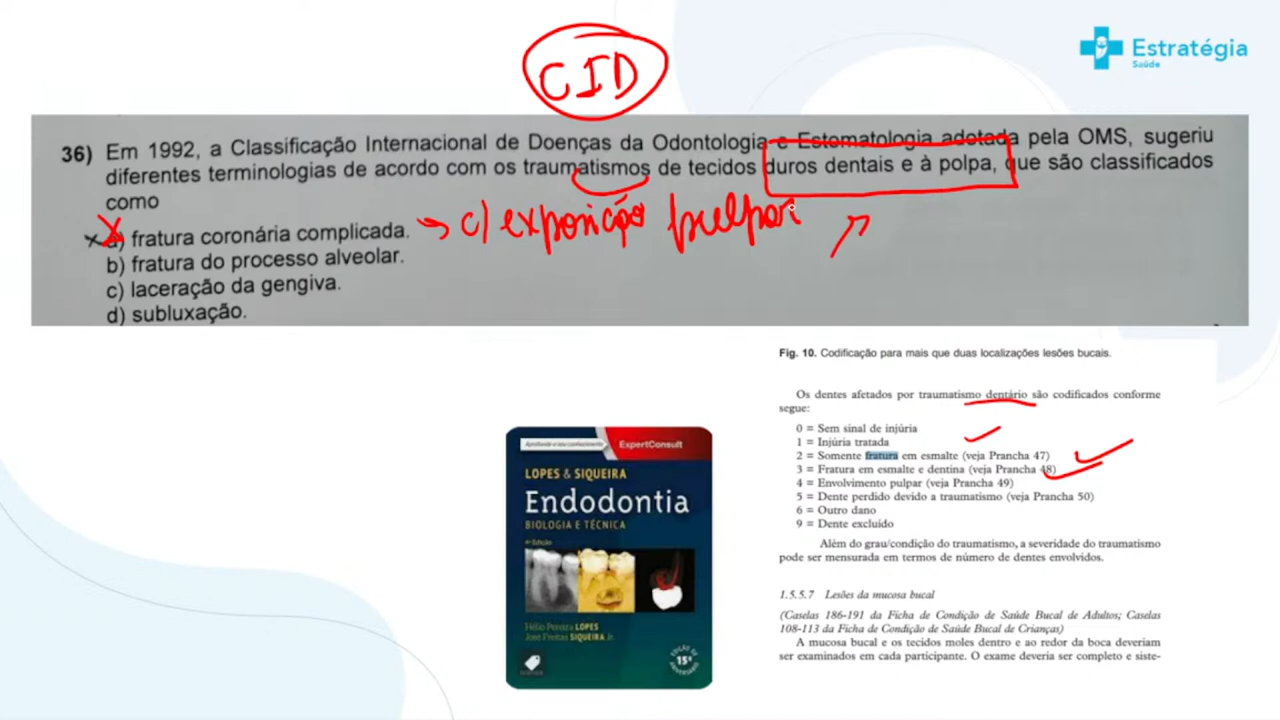 CID
Estratégia
Saúde
36) Em 1992, a Classificação Internacional de Doenças da Odontologia e Estomatologia adotada pela OMS, sugeriu
diferentes terminologias de acordo com os traumatismos de tecidos duros dentais e à polpa, que são classificados
como
a) fratura coronária complicada.
c) exposição pulpar
b) fratura do processo alveolar.
c) laceração da gengiva.
d) subluxação.
Fig. 10. Codificação para mais que duas localizações lesões bucais.
Os dentes afetados por traumatismo dentário são codificados conforme
segue:
0 = Sem sinal de injúria
1 = Injúria tratada
2 = Somente fratura em esmalte (veja Prancha 47)
3 = Fratura em esmalte e dentina (veja Prancha 48)
4 = Envolvimento pulpar (veja Prancha 49)
5 = Dente perdido devido a traumatismo (veja Prancha 50)
6 = Outro dano
9 = Dente excluído
Além do grau/condição do traumatismo, a severidade do traumatismo
pode ser mensurada em termos de número de dentes envolvidos.
1.5.5.7 Lesões da mucosa bucal
(Caselas 186-191 da Ficha de Condição de Saúde Bucal de Adultos; Caselas
108-113 da Ficha de Condição de Saúde Bucal de Crianças)
A mucosa bucal e os tecidos moles dentro e ao redor da boca deveriam
ser examinados em cada participante. O exame deveria ser completo e siste-
ExpertConsult
LOPES & SIQUEIRA
Endodontia
BIOLOGIA E TÉCNICA
4ª Edição
Hélio Pereira LOPES
José Freitas SIQUEIRA Jr.
EDIÇÃO DE
15º
ANIVERSÁRIO
ELSEVIER